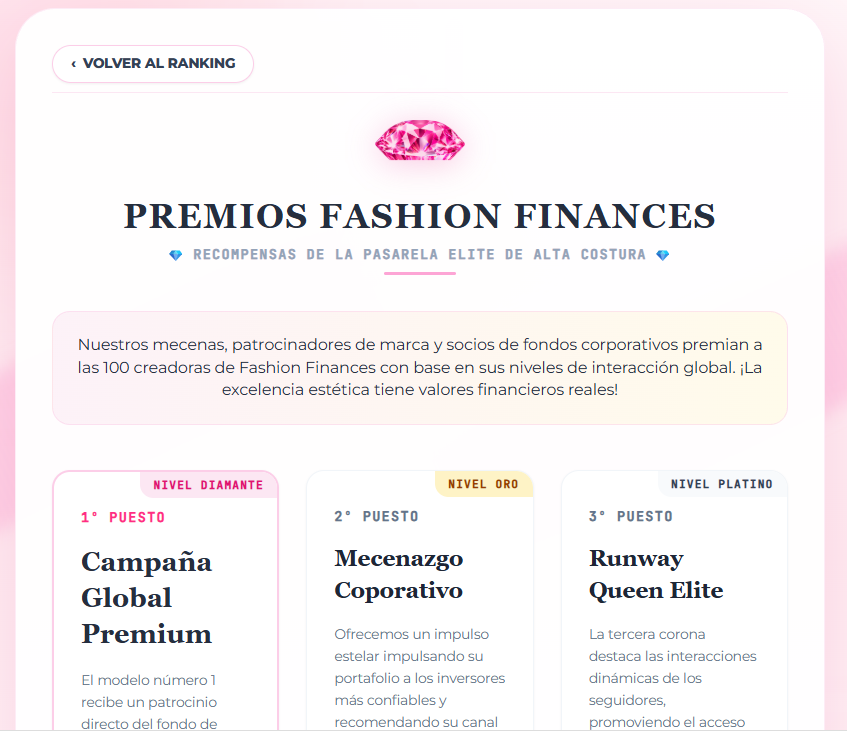 ‹ VOLVER AL RANKING
PREMIOS FASHION FINANCES
💎 RECOMPENSAS DE LA PASARELA ELITE DE ALTA COSTURA 💎
Nuestros mecenas, patrocinadores de marca y socios de fondos corporativos premian a
las 100 creadoras de Fashion Finances con base en sus niveles de interacción global. ¡La
excelencia estética tiene valores financieros reales!
NIVEL DIAMANTE
1° PUESTO
Campaña
Global
Premium
El modelo número 1
recibe un patrocinio
directo del fondo de
NIVEL ORO
2° PUESTO
Mecenazgo
Coporativo
Ofrecemos un impulso
estelar impulsando su
portafolio a los inversores
más confiables y
recomendando su canal
NIVEL PLATINO
3° PUESTO
Runway
Queen Elite
La tercera corona
destaca las interacciones
dinámicas de los
seguidores,
promoviendo el acceso